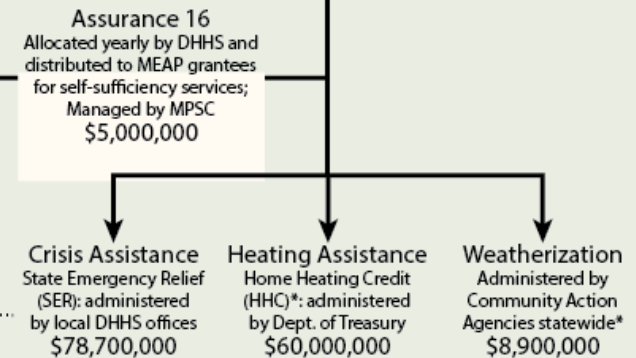 Assurance 16
Allocated yearly by DHHS and
distributed to MEAP grantees
for self-sufficiency services;
Managed by MPSC
$5,000,000
Crisis Assistance
State Emergency Relief
(SER): administered
by local DHHS offices
$78,700,000
Heating Assistance
Home Heating Credit
(HHC)*: administered
by Dept. of Treasury
$60,000,000
Weatherization
Administered by
Community Action
Agencies statewide*
$8,900,000